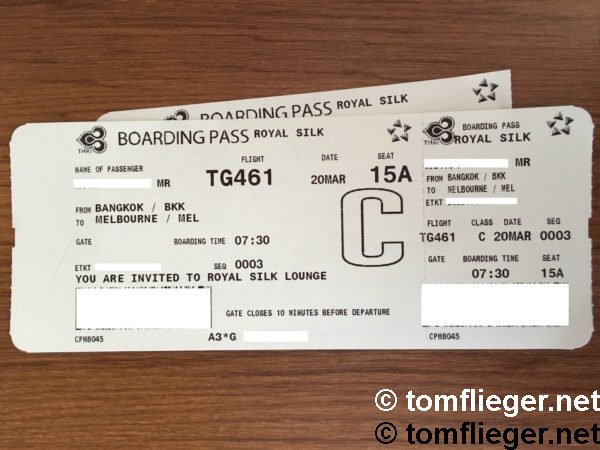 BOARDING PASS ROYAL SILK
THAI BOARDING PASS ROYAL SILK
NAME OF PASSENGER FLIGHT DATE SEAT
MR TG461 20MAR 15A
FROM BANGKOK / BKK
TO MELBOURNE / MEL
C
GATE BOARDING TIME 07:30
ETKT SEQ 0003
YOU ARE INVITED TO ROYAL SILK LOUNGE
GATE CLOSES 10 MINUTES BEFORE DEPARTURE
CPM8045 A3*G
THAI BOARDING PASS
ROYAL SILK
MR
FROM BANGKOK / BKK
TO MELBOURNE / MEL
ETKT
FLIGHT CLASS DATE SEQ
TG461 C 20MAR 0003
GATE BOARDING TIME SEAT
07:30 15A
CPM8045
© tomflieger.net
© tomflieger.net